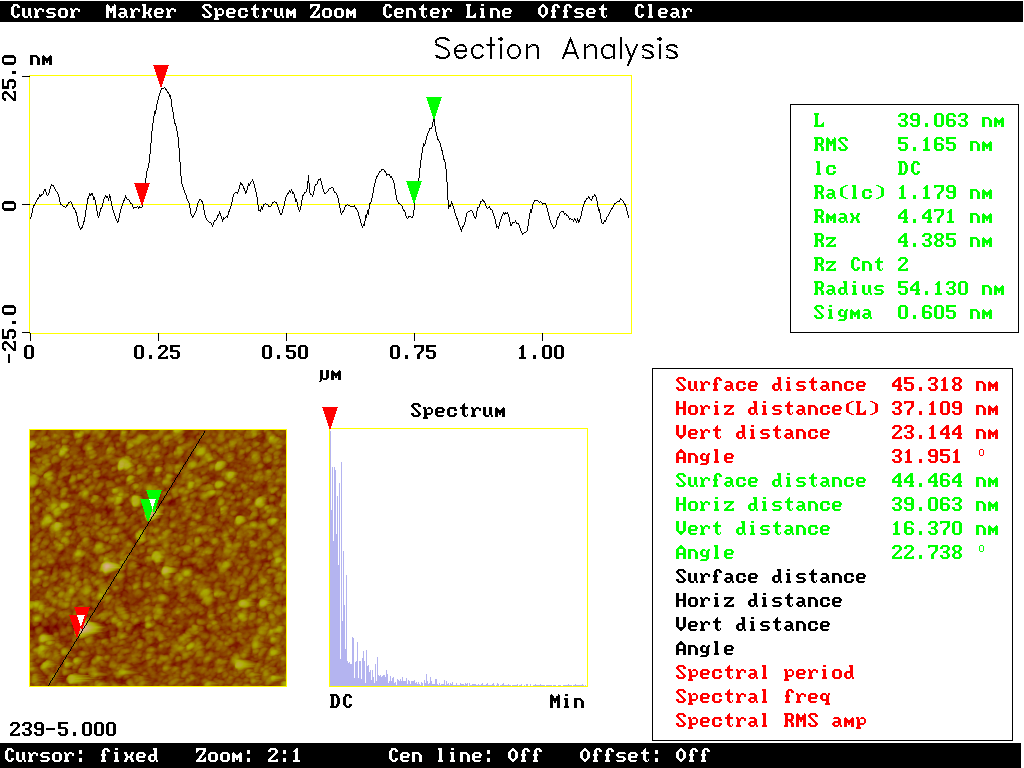 Cursor Marker Spectrum Zoom Center Line Offset Clear
Section Analysis
25.0 nm
0
-25.0
0 0.25 0.50 0.75 1.00
µm
L 39.063 nm
RMS 5.165 nm
lc DC
Ra(lc) 1.179 nm
Rmax 4.471 nm
Rz 4.385 nm
Rz Cnt 2
Radius 54.130 nm
Sigma 0.605 nm
Surface distance 45.318 nm
Horiz distance(L) 37.109 nm
Vert distance 23.144 nm
Angle 31.951 °
Surface distance 44.464 nm
Horiz distance 39.063 nm
Vert distance 16.370 nm
Angle 22.738 °
Surface distance
Horiz distance
Vert distance
Angle
Spectral period
Spectral freq
Spectral RMS amp
Spectrum
DC Min
239-5.000
Cursor: fixed Zoom: 2:1 Cen line: Off Offset: Off